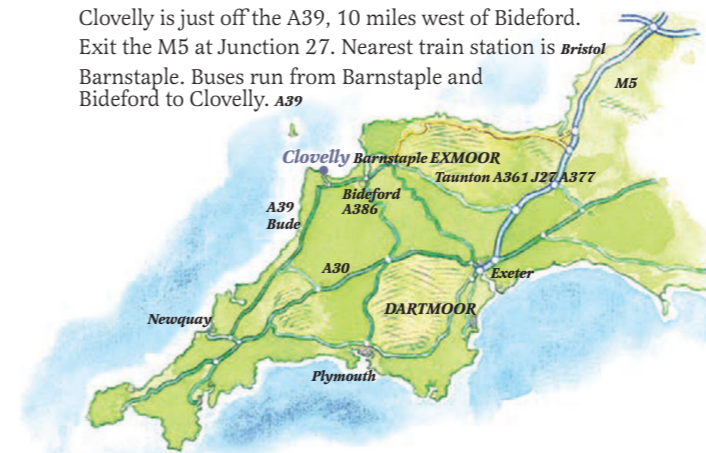 Clovelly is just off the A39, 10 miles west of Bideford.
Exit the M5 at Junction 27. Nearest train station is Bristol
Barnstaple. Buses run from Barnstaple and
M5
Bideford to Clovelly. A39
Clovelly Barnstaple EXMOOR
Taunton A361 J27 A377
Bideford
A386
A39
Bude
A30
Exeter
DARTMOOR
Newquay
Plymouth